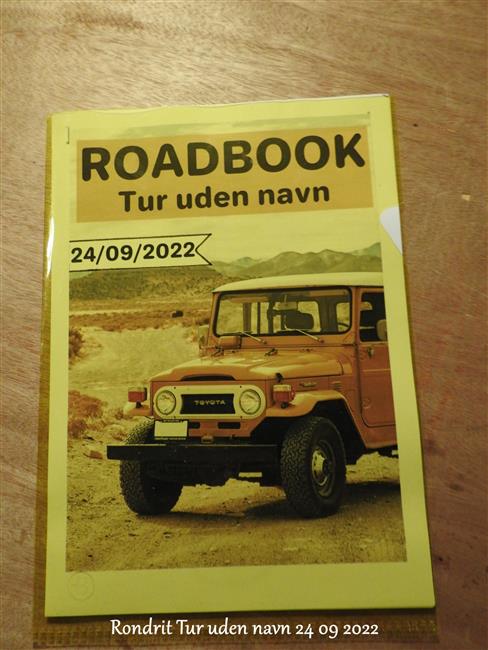 ROADBOOK
Tur uden navn
24/09/2022
TOYOTA
Rondrit Tur uden navn 24 09 2022